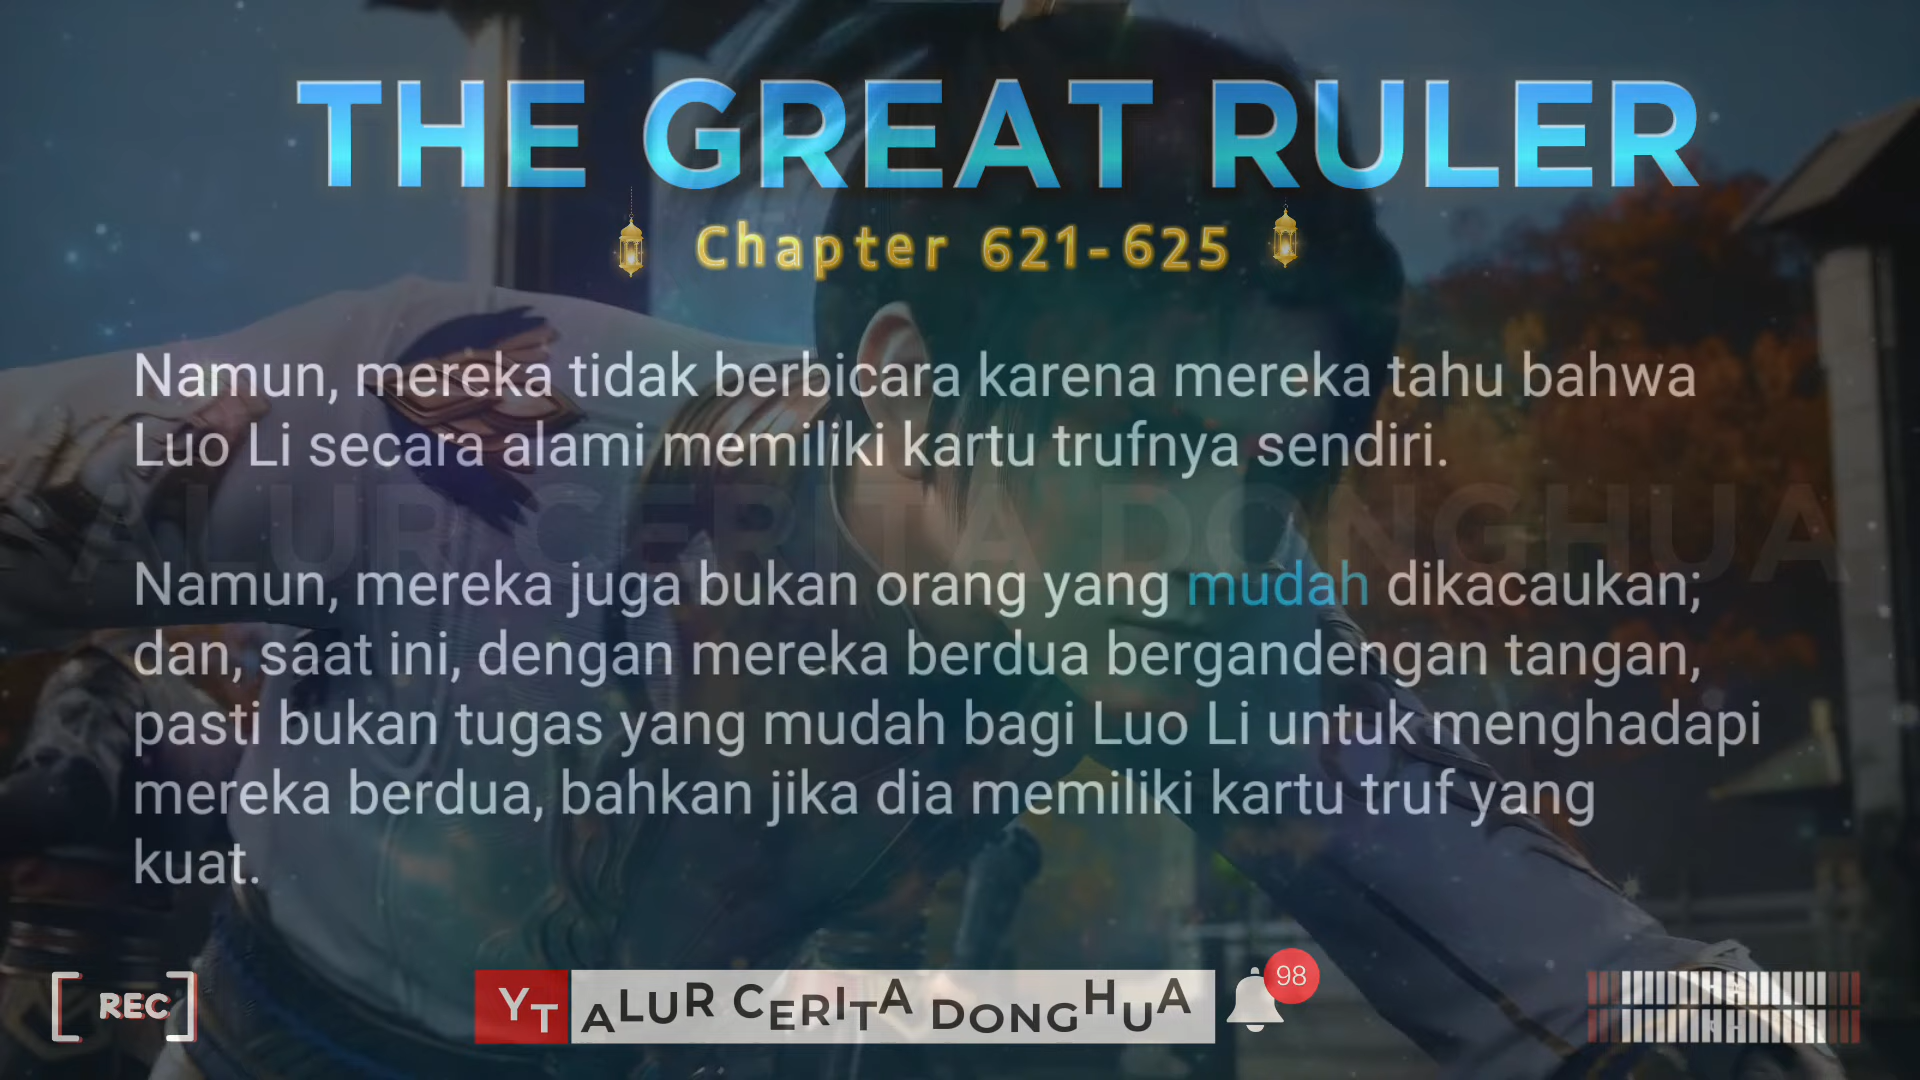 THE GREAT RULER
Chapter 621-625
Namun, mereka tidak berbicara karena mereka tahu bahwa
Luo Li secara alami memiliki kartu trufnya sendiri.
ALUR CERITA DONGHUA
Namun, mereka juga bukan orang yang mudah dikacaukan;
dan, saat ini, dengan mereka berdua bergandengan tangan,
pasti bukan tugas yang mudah bagi Luo Li untuk menghadapi
mereka berdua, bahkan jika dia memiliki kartu truf yang
kuat.
[REC]
YT ALUR CERITA DONGHUA
98